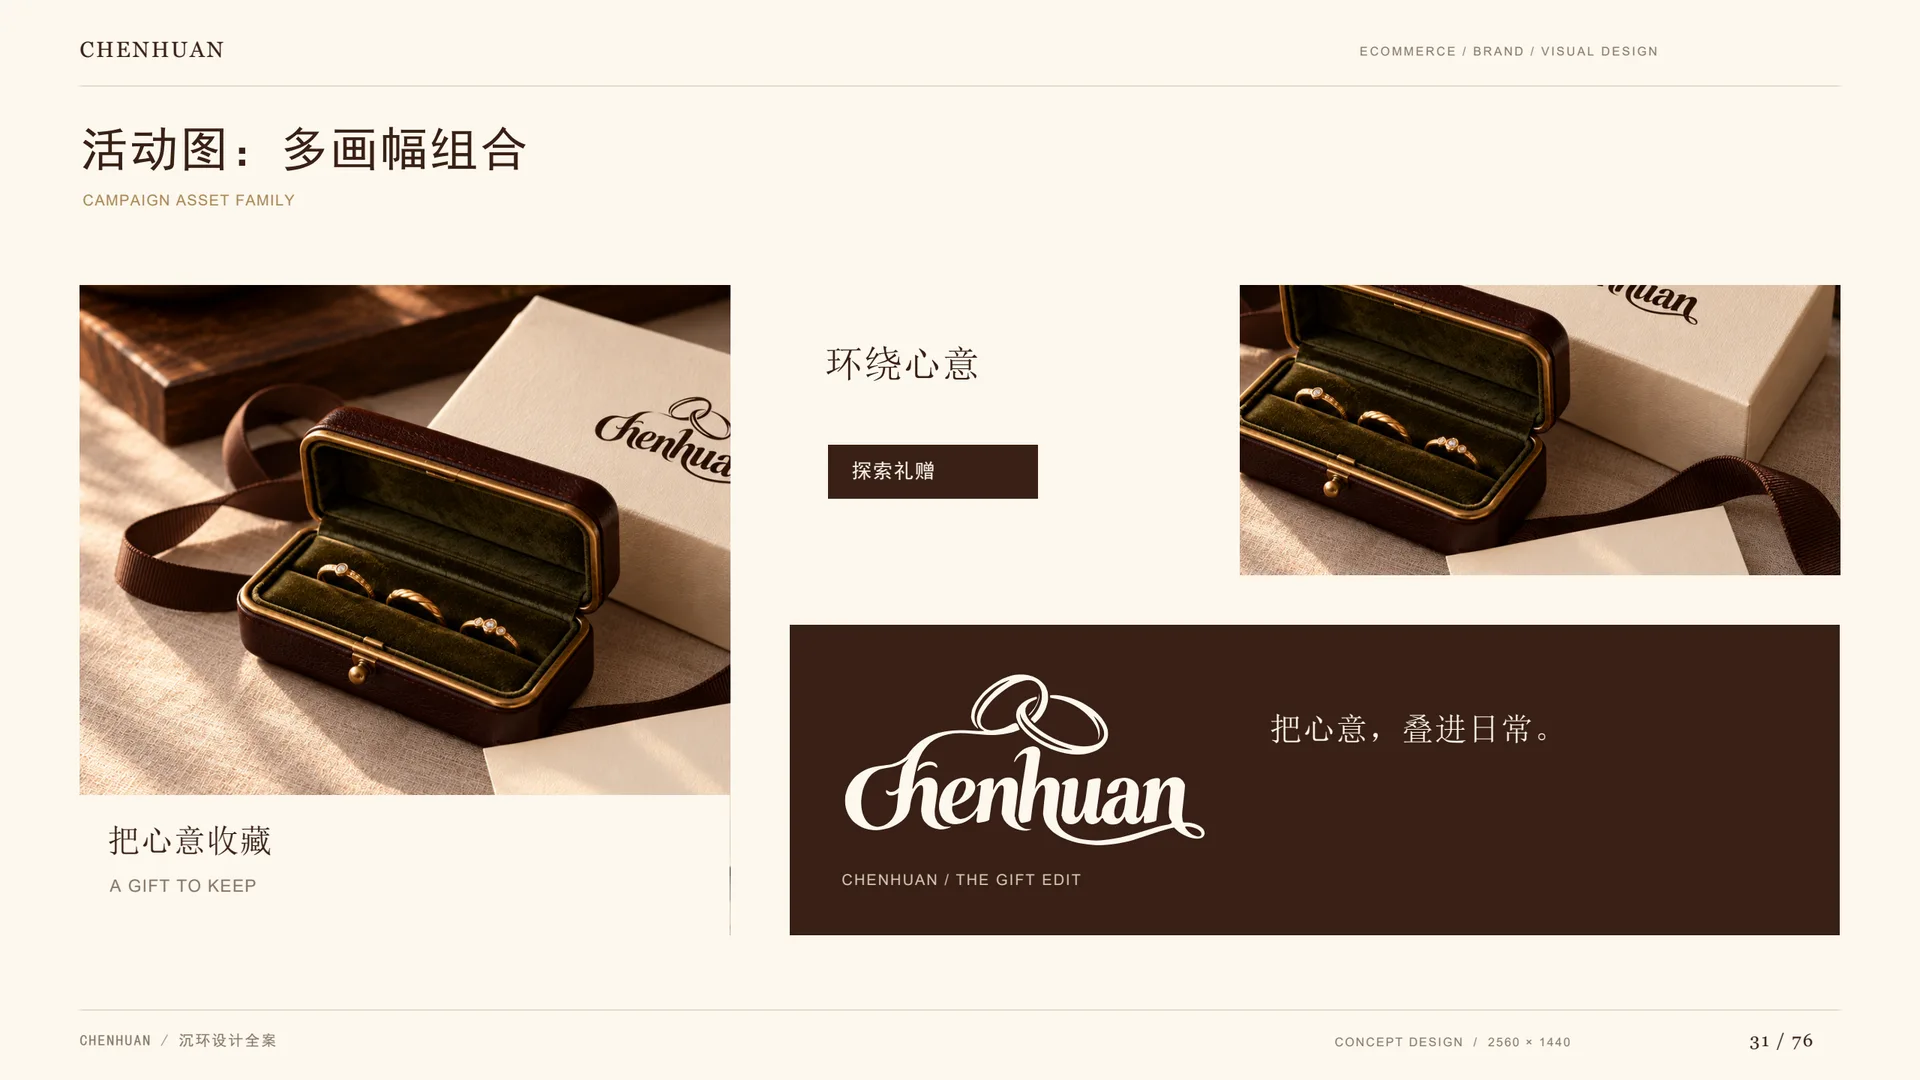 CHENHUAN
ECOMMERCE / BRAND / VISUAL DESIGN
活动图：多画幅组合
CAMPAIGN ASSET FAMILY
Chenhua
把心意收藏
A GIFT TO KEEP
环绕心意
探索礼赠
huan
Chenhuan
CHENHUAN / THE GIFT EDIT
把心意，叠进日常。
CHENHUAN / 沉环设计全案
CONCEPT DESIGN / 2560 × 1440
31 / 76